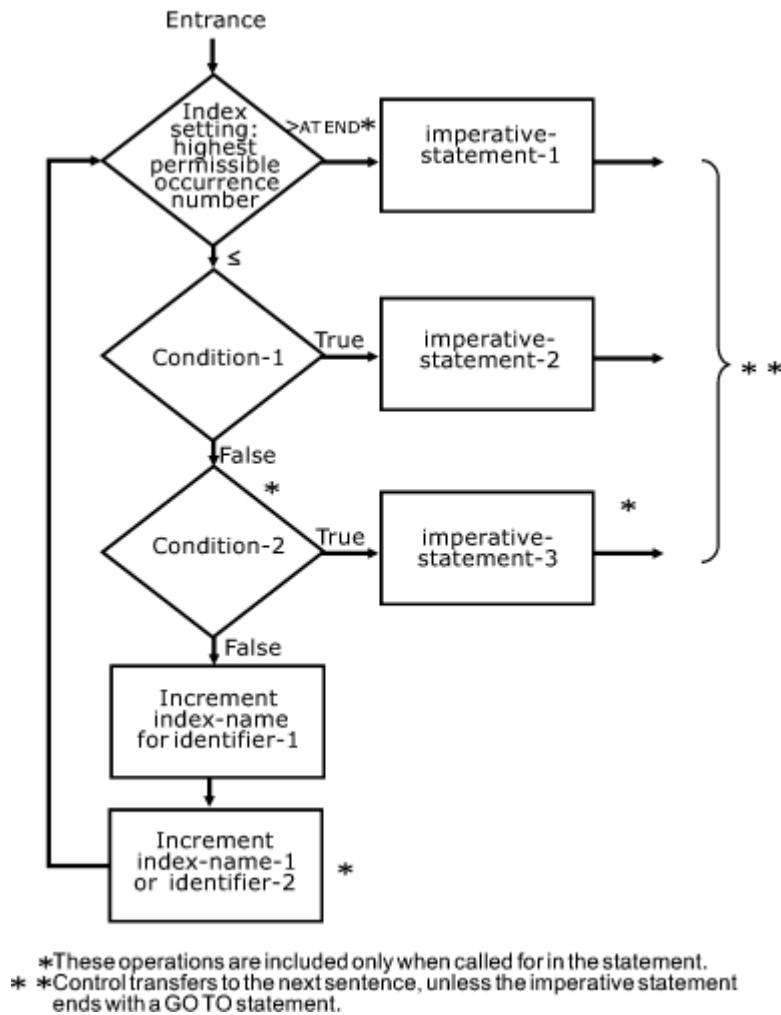 Entrance
Index
setting:
highest
permissible
occurrence
number
>AT END*
imperative-
statement-1
≤
Condition-1
True
imperative-
statement-2
* *
False
*
Condition-2
True
imperative-
statement-3
*
False
Increment
index-name
for identifier-1
Increment
index-name-1
or identifier-2
*
*These operations are included only when called for in the statement.
* *Control transfers to the next sentence, unless the imperative statement
ends with a GO TO statement.